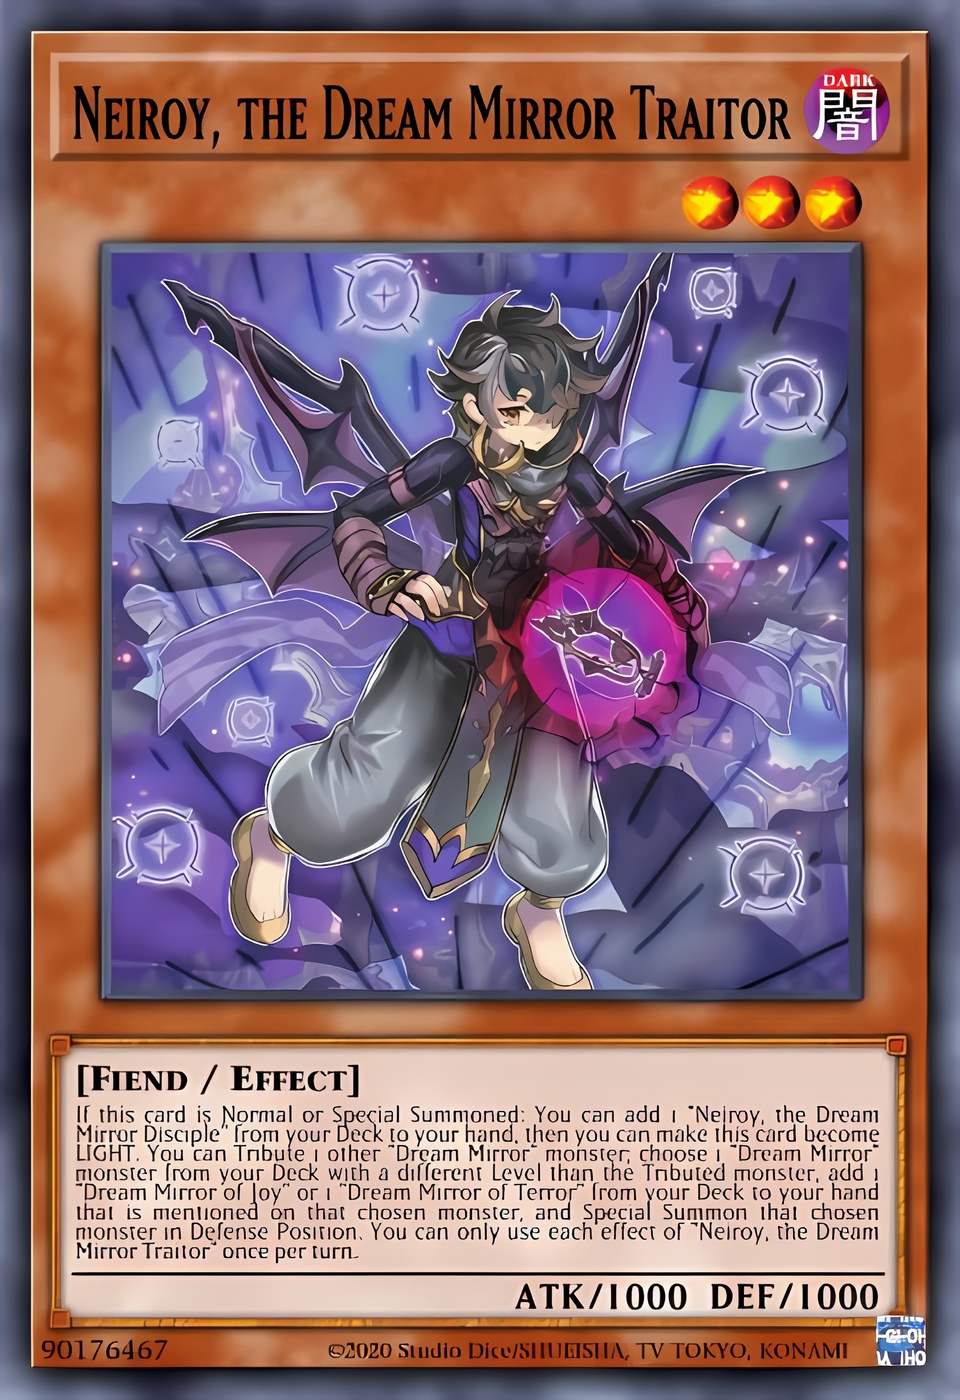 Neiroy, the Dream Mirror Traitor
DARK
闇
[Fiend / Effect]
If this card is Normal or Special Summoned: You can add 1 "Neiroy, the Dream
Mirror Disciple" from your Deck to your hand, then you can make this card become
LIGHT. You can Tribute 1 other "Dream Mirror" monster; choose 1 "Dream Mirror"
monster from your Deck with a different Level than the Tributed monster, add 1
"Dream Mirror of Joy" or 1 "Dream Mirror of Terror" from your Deck to your hand
that is mentioned on that chosen monster, and Special Summon that chosen
monster in Defense Position. You can only use each effect of "Neiroy, the Dream
Mirror Traitor" once per turn.
ATK/1000 DEF/1000
90176467
©2020 Studio Dice/SHUEISHA, TV TOKYO, KONAMI